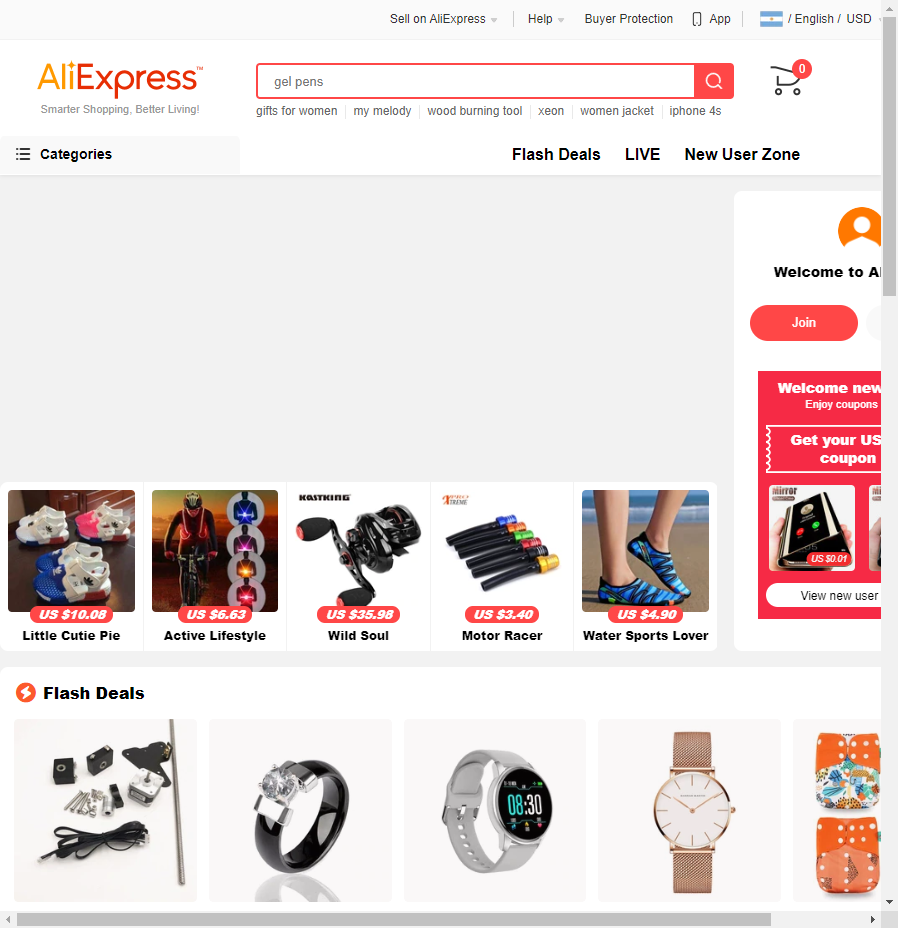 Sell on AliExpress
Help
Buyer Protection
App
/ English / USD
AliExpress™
Smarter Shopping, Better Living!
gel pens
0
gifts for women
my melody
wood burning tool
xeon
women jacket
iphone 4s
Categories
Flash Deals
LIVE
New User Zone
Welcome to Al
Join
Welcome new
Enjoy coupons
Get your US
coupon
Mirror
Mirror
US $0.01
View new user
KASTKING
XTREME
US $10.08
US $6.63
US $35.98
US $3.40
US $4.90
Little Cutie Pie
Active Lifestyle
Wild Soul
Motor Racer
Water Sports Lover
Flash Deals
08:30